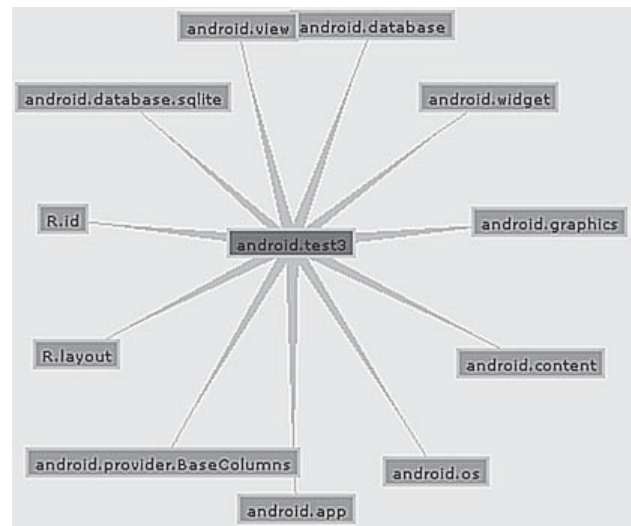 android.view
android.database
android.database.sqlite
android.widget
R.id
android.graphics
android.test3
R.layout
android.content
android.provider.BaseColumns
android.os
android.app